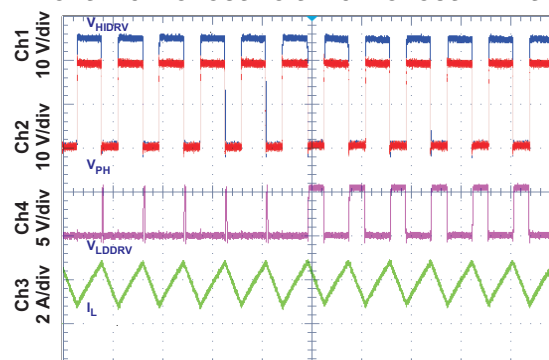 Ch1
10 V/div
VHIDRV
Ch2
10 V/div
VPH
Ch4
5 V/div
VLDDRV
Ch3
2 A/div
IL